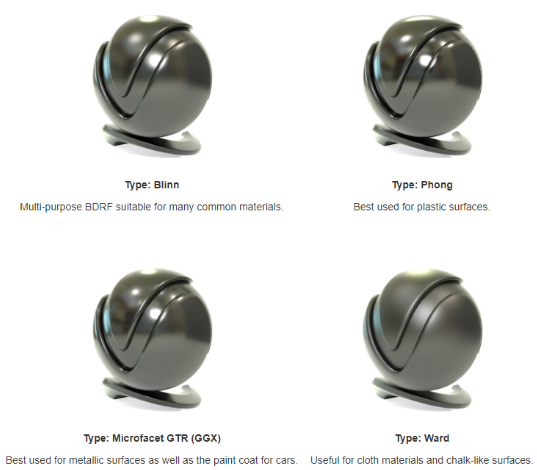 Type: Blinn
Type: Phong
Multi-purpose BDRF suitable for many common materials.
Best used for plastic surfaces.
Type: Microfacet GTR (GGX)
Type: Ward
Best used for metallic surfaces as well as the paint coat for cars.
Useful for cloth materials and chalk-like surfaces.